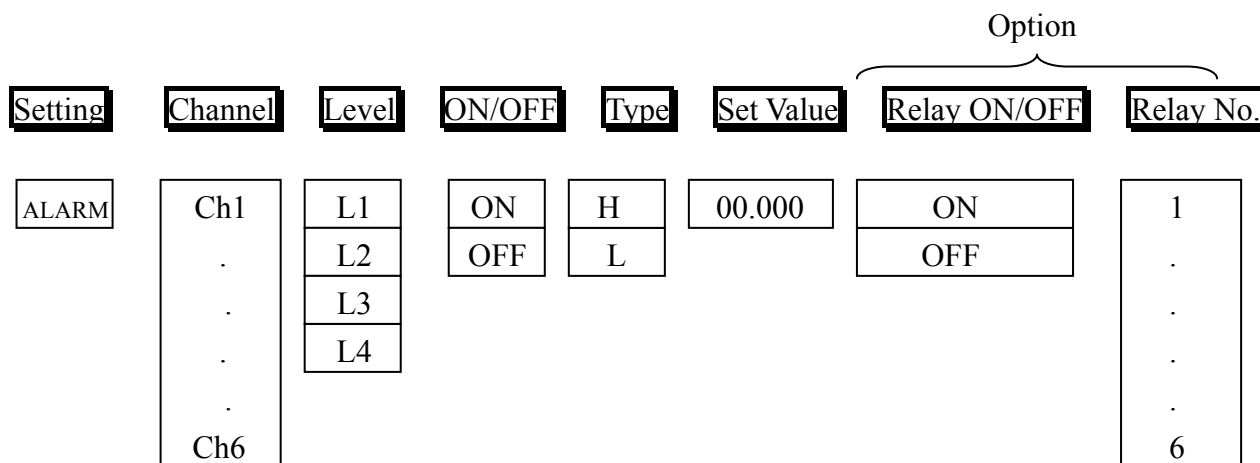 Option
Setting Channel Level ON/OFF Type Set Value Relay ON/OFF Relay No.
ALARM Ch1 L1 ON H 00.000 ON 1
. L2 OFF L OFF .
. L3 .
. L4 .
. .
Ch6 6